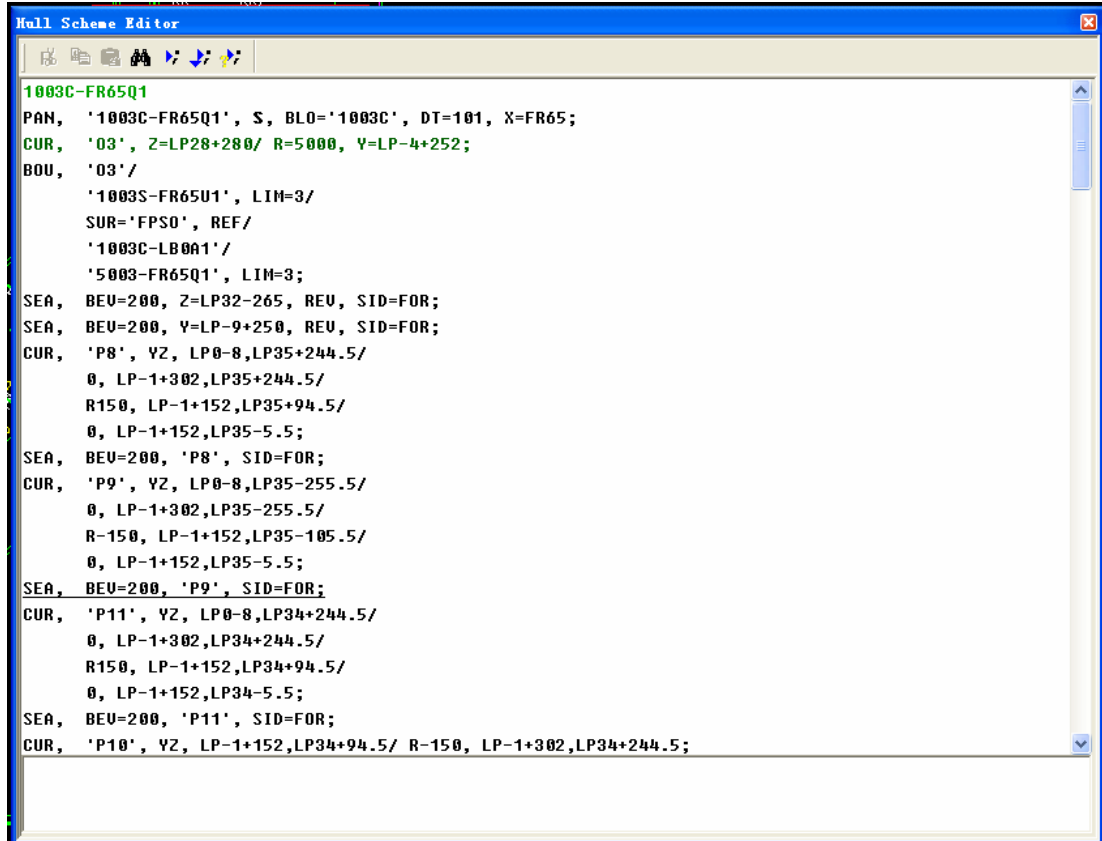 Hull Scheme Editor
1003C-FR65Q1
PAN, '1003C-FR65Q1', S, BLO='1003C', DT=101, X=FR65;
CUR, 'O3', Z=LP28+280/ R=5000, Y=LP-4+252;
BOU, 'O3'/
'1003S-FR65U1', LIM=3/
SUR='FPSO', REF/
'1003C-LB0A1'/
'5003-FR65Q1', LIM=3;
SEA, BEV=200, Z=LP32-265, REV, SID=FOR;
SEA, BEV=200, Y=LP-9+250, REV, SID=FOR;
CUR, 'P8', YZ, LP0-8,LP35+244.5/
0, LP-1+302,LP35+244.5/
R150, LP-1+152,LP35+94.5/
0, LP-1+152,LP35-5.5;
SEA, BEV=200, 'P8', SID=FOR;
CUR, 'P9', YZ, LP0-8,LP35-255.5/
0, LP-1+302,LP35-255.5/
R-150, LP-1+152,LP35-105.5/
0, LP-1+152,LP35-5.5;
SEA, BEV=200, 'P9', SID=FOR;
CUR, 'P11', YZ, LP0-8,LP34+244.5/
0, LP-1+302,LP34+244.5/
R150, LP-1+152,LP34+94.5/
0, LP-1+152,LP34-5.5;
SEA, BEV=200, 'P11', SID=FOR;
CUR, 'P10', YZ, LP-1+152,LP34+94.5/ R-150, LP-1+302,LP34+244.5;